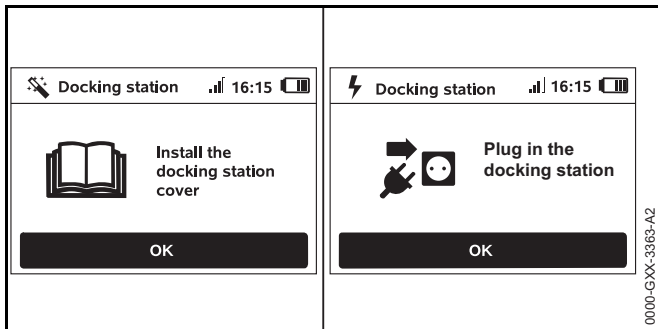 Docking station 16:15
Install the
docking station
cover
OK
Docking station 16:15
Plug in the
docking station
OK
0000-GXX-3363-A2